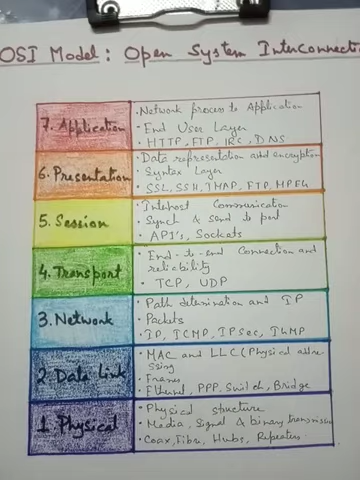 OSI Model: Open System Interconnectio
7. Application
• Network process to Application
• End User Layer
• HTTP, FTP, IRC, DNS
6. Presentation
• Data representation and encryption
• Syntax Layer
• SSL, SSH, IMAP, FTP, MPEG
5. Session
• Interhost Communication
• Synch & send to port
• API's, Sockets
4. Transport
• End-to-end Connection and
reliability
• TCP, UDP
3. Network
• Path determination and IP
• Packets
• IP, ICMP, IPSec, IGMP
2. Data Link
• MAC and LLC (Physical addre
ssing
• Frames
• Ethernet, PPP, Switch, Bridge
1. Physical
• Physical structure
• Media, Signal & binary transmission
• Coax, Fibre, Hubs, Repeaters